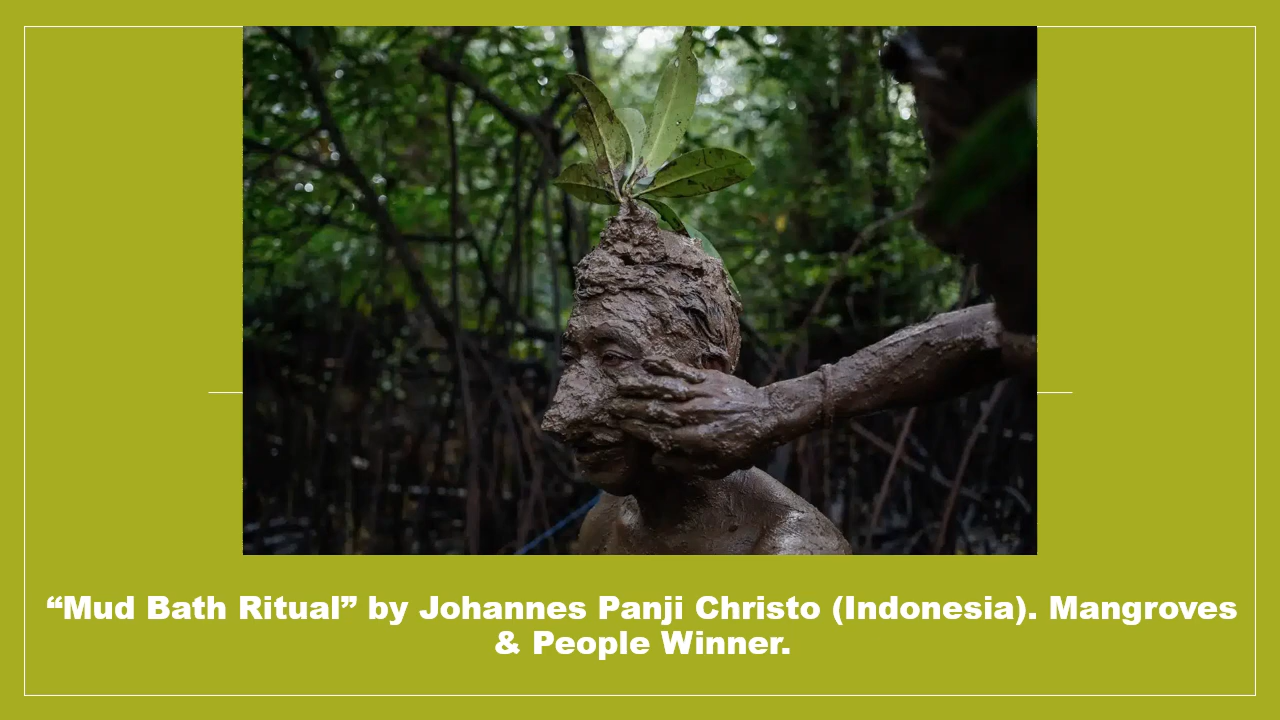 “Mud Bath Ritual” by Johannes Panji Christo (Indonesia). Mangroves
& People Winner.